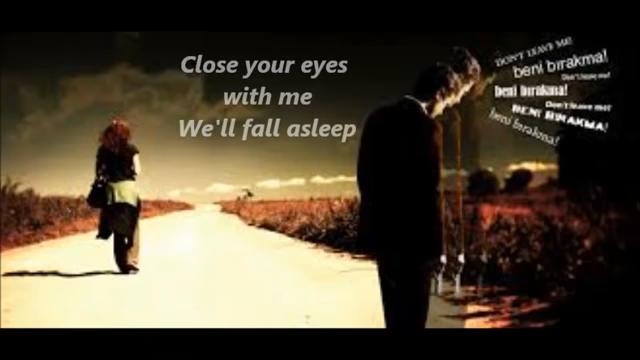 Close your eyes
with me
We'll fall asleep
DON'T LEAVE ME
beni bırakma!
Don't leave me!
beni bırakma!
Don't leave me!
BENI BIRAKMA!
beni bırakma!